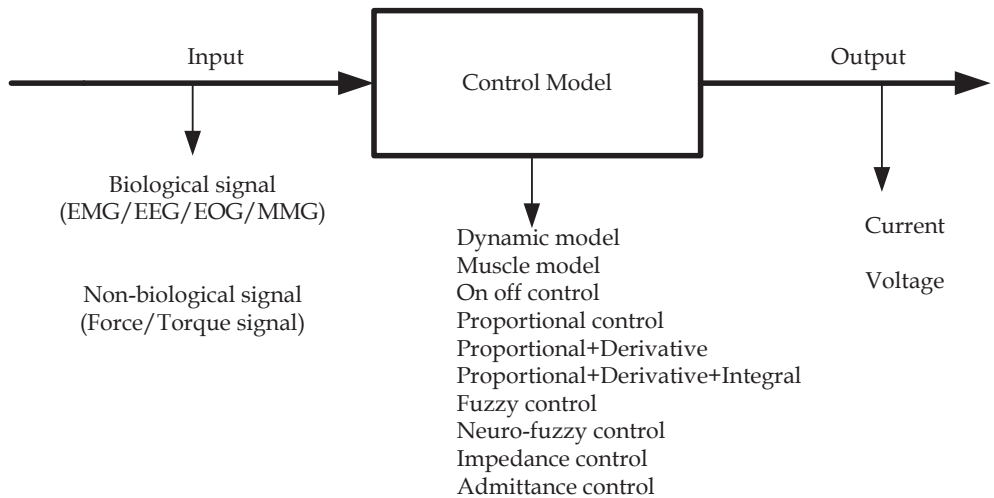 Input
Control Model
Output
Biological signal
(EMG/EEG/EOG/MMG)
Non-biological signal
(Force/Torque signal)
Dynamic model
Muscle model
On off control
Proportional control
Proportional+Derivative
Proportional+Derivative+Integral
Fuzzy control
Neuro-fuzzy control
Impedance control
Admittance control
Current
Voltage